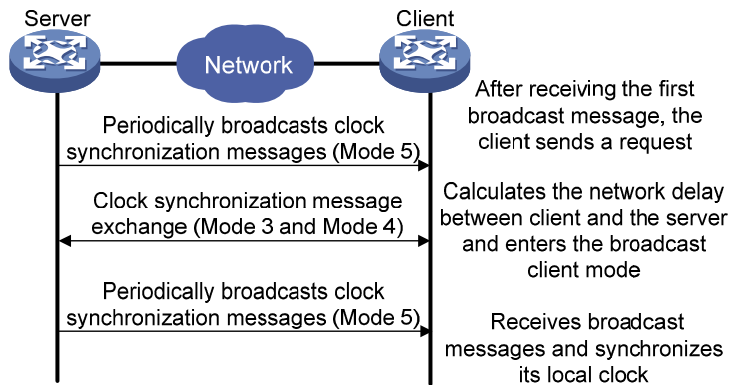 Server
Client
Network
After receiving the first
broadcast message, the
client sends a request
Periodically broadcasts clock
synchronization messages (Mode 5)
Clock synchronization message
exchange (Mode 3 and Mode 4)
Calculates the network delay
between client and the server
and enters the broadcast
client mode
Periodically broadcasts clock
synchronization messages (Mode 5)
Receives broadcast
messages and synchronizes
its local clock